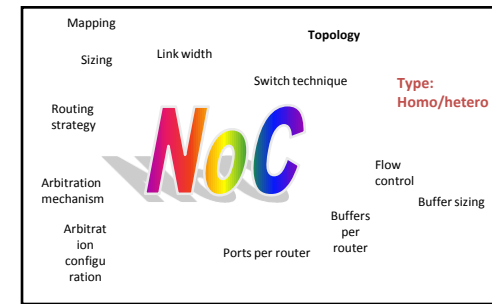 Mapping
Topology
Sizing
Link width
Switch technique
Type:
Homo/hetero
Routing
strategy
NoC
Flow
control
Arbitration
mechanism
Buffer sizing
Buffers
per
router
Arbitrat
ion
configu
ration
Ports per router